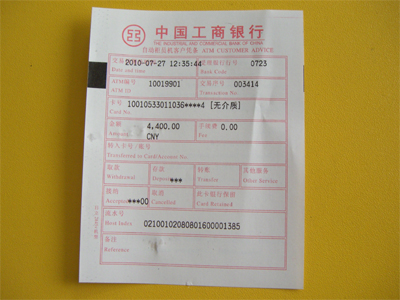 中国工商银行
THE INDUSTRIAL AND COMMERCIAL BANK OF CHINA
自动柜员机客户凭条 ATM CUSTOMER ADVICE
2010-07-27 12:35:44 0723
Date and time Bank Code
ATM编号 10019901 交易序号 003414
ATM ID Transaction No.
卡号 10010533011036****4 [无介质]
Card No.
金额 4,400.00 手续费 0.00
Amount CNY Fee
转入卡号/账号
Transferred to Card/Account No.
取款 存款 转账 其他服务
Withdrawal Deposit*** Transfer Other Service
接受 取消
Accepted***00 Cancelled Card Retained
流水号
Host Index 02100102080801600001385
备注
Reference